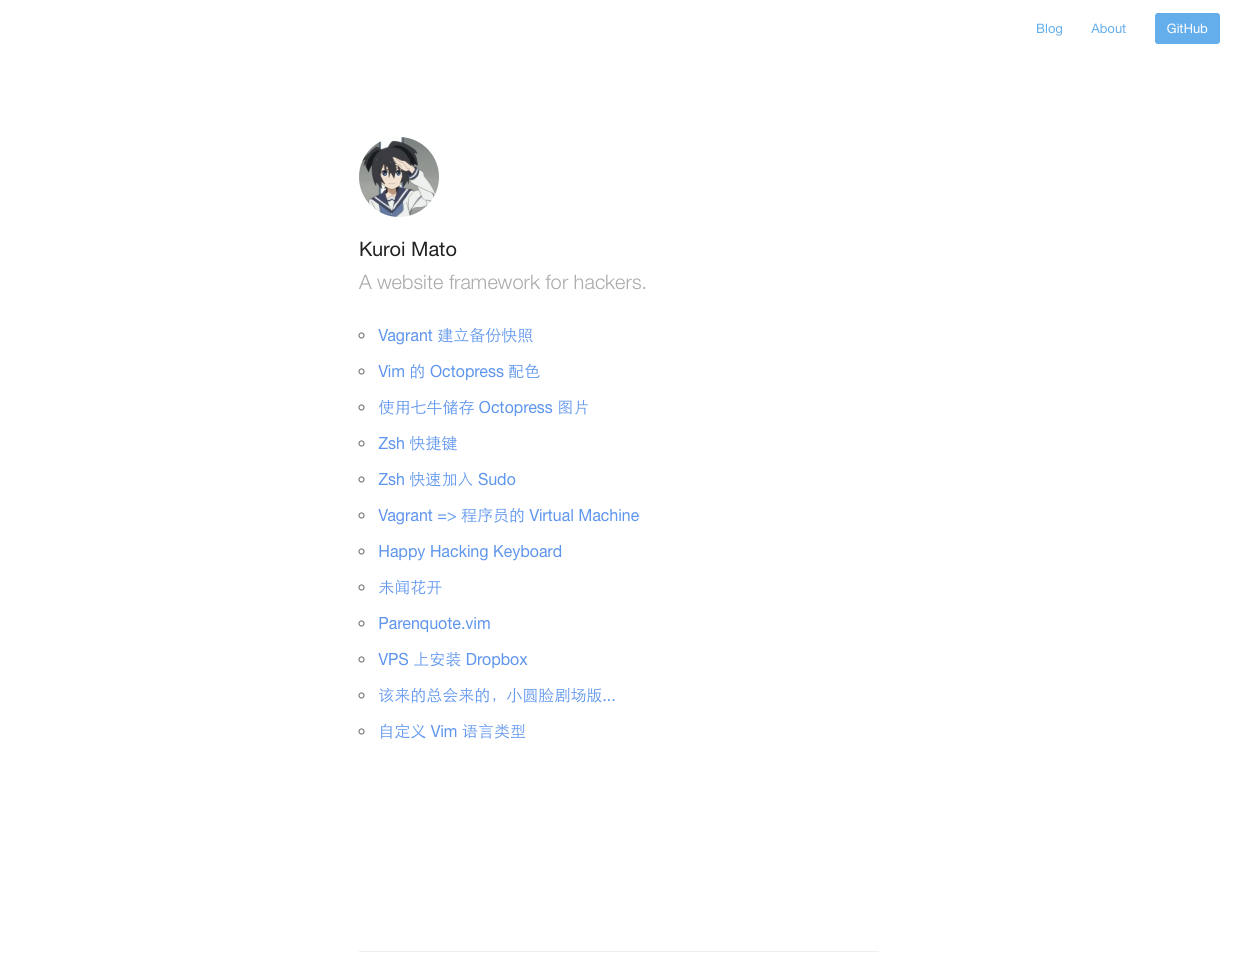 Blog
About
GitHub
Kuroi Mato
A website framework for hackers.
Vagrant 建立备份快照
Vim 的 Octopress 配色
使用七牛储存 Octopress 图片
Zsh 快捷键
Zsh 快速加入 Sudo
Vagrant => 程序员的 Virtual Machine
Happy Hacking Keyboard
未闻花开
Parenquote.vim
VPS 上安装 Dropbox
该来的总会来的，小圆脸剧场版...
自定义 Vim 语言类型